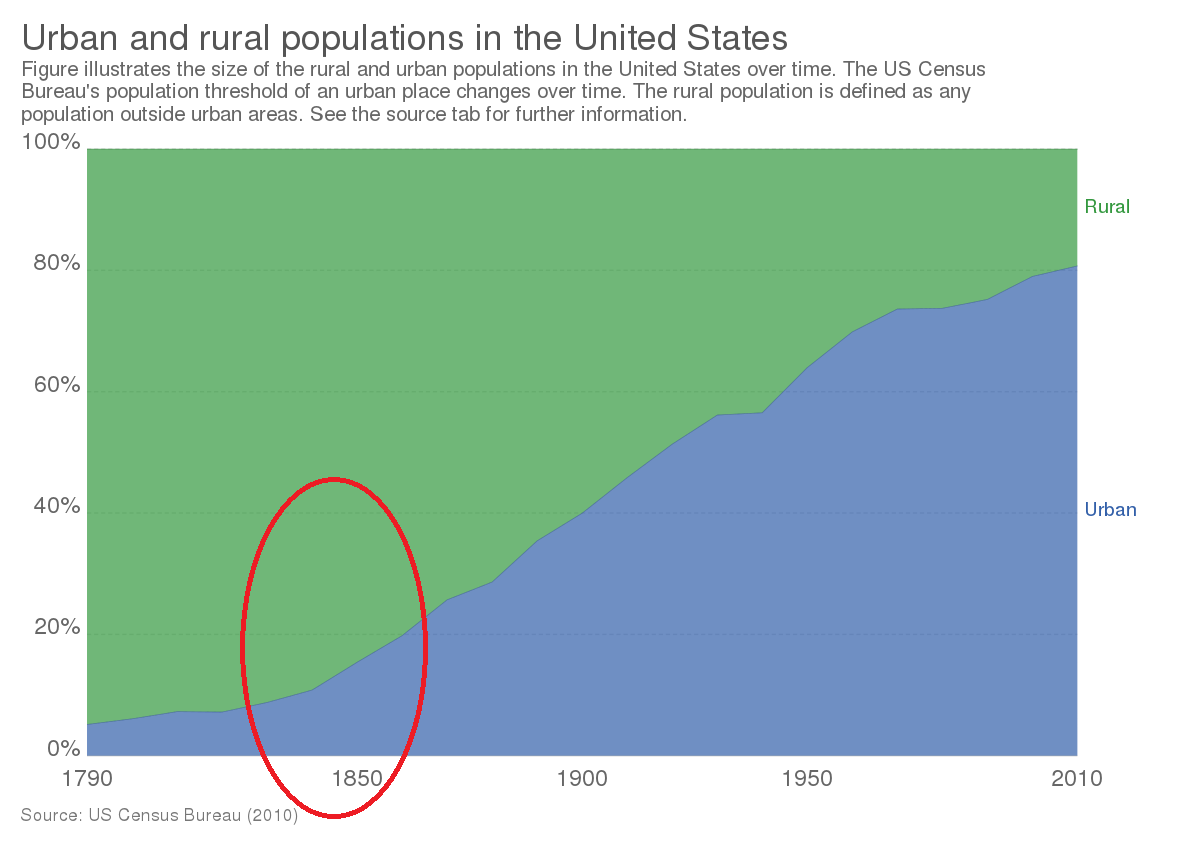 Urban and rural populations in the United States
Figure illustrates the size of the rural and urban populations in the United States over time. The US Census
Bureau's population threshold of an urban place changes over time. The rural population is defined as any
population outside urban areas. See the source tab for further information.
100%
Rural
80%
60%
40%
Urban
20%
0%
1790 1850 1900 1950 2010
Source: US Census Bureau (2010)